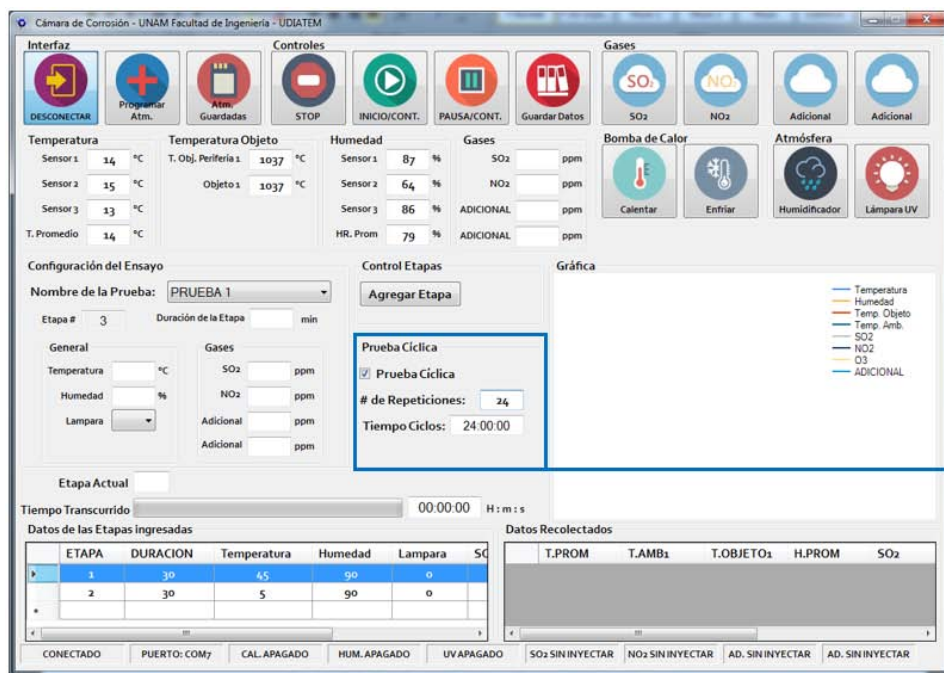 Cámara de Corrosión - UNAM Facultad de Ingeniería - UDIATEM
Interfaz Controles Gases
SO2 NO2
DESCONECTAR Programar Atm. Atm. Guardadas STOP INICIO/CONT. PAUSA/CONT. Guardar Datos SO2 NO2 Adicional Adicional
Temperatura Temperatura Objeto Humedad Gases Bomba de Calor Atmósfera
Sensor 1 14 °C T. Obj. Periferia 1 1037 °C Sensor 1 87 % SO2 ppm
Sensor 2 15 °C Objeto 1 1037 °C Sensor 2 64 % NO2 ppm
Sensor 3 13 °C Sensor 3 86 % ADICIONAL ppm Calentar Enfriar Humidificador Lámpara UV
T. Promedio 14 °C HR. Prom 79 % ADICIONAL ppm
Configuración del Ensayo Control Etapas Gráfica
Nombre de la Prueba: PRUEBA 1 Agregar Etapa
Etapa # 3 Duración de la Etapa min
General Gases Prueba Cíclica
Temperatura °C SO2 ppm Prueba Cíclica
Humedad % NO2 ppm # de Repeticiones: 24
Lampara Adicional ppm Tiempo Ciclos: 24:00:00
Adicional ppm
Temperatura
Humedad
Temp. Objeto
Temp. Amb.
SO2
NO2
O3
ADICIONAL
Etapa Actual
Tiempo Transcurrido 00:00:00 H:m:s
Datos de las Etapas ingresadas Datos Recolectados
ETAPA DURACION Temperatura Humedad Lampara SO T.PROM T.AMB1 T.OBJETO1 H.PROM SO2
1 30 45 90 0
2 30 5 90 0
CONECTADO PUERTO: COM7 CAL. APAGADO HUM. APAGADO UV APAGADO SO2 SIN INYECTAR NO2 SIN INYECTAR AD. SIN INYECTAR AD. SIN INYECTAR